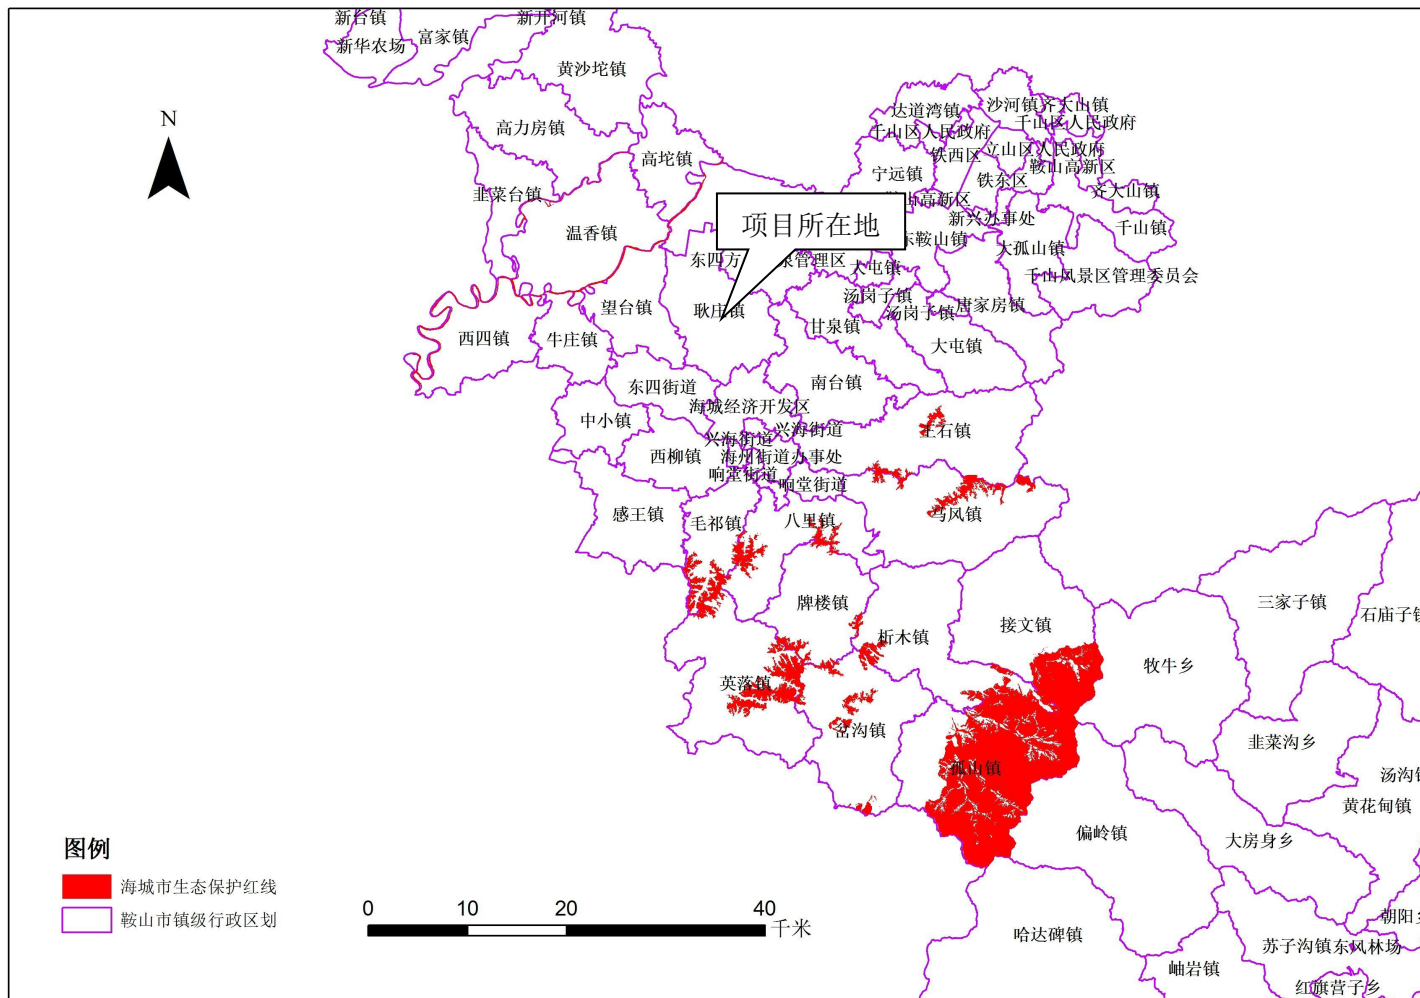 新台镇
新开河镇
富家镇
新华农场
黄沙坨镇
高力房镇
达道湾镇
沙河镇
齐大山镇
千山区人民政府
千山区人民政府
高坨镇
铁西区
立山区人民政府
鞍山高新区
宁远镇
铁东区
韭菜台镇
齐大山镇
高新区
新兴办事处
千山镇
N
项目所在地
温香镇
东鞍山镇
大孤山镇
东四方
管理区
大屯镇
千山风景区管理委员会
望台镇
耿庄镇
汤岗子镇
汤岗子镇
唐家房镇
甘泉镇
西四镇
牛庄镇
大屯镇
东四街道
南台镇
海城经济开发区
中小镇
兴海街道
兴海街道
王石镇
西柳镇
海州街道办事处
响堂街道
响堂街道
感王镇
毛祁镇
八里镇
马风镇
牌楼镇
析木镇
接文镇
三家子镇
石庙子镇
牧牛乡
英落镇
岔沟镇
孤山镇
韭菜沟乡
汤沟镇
黄花甸镇
偏岭镇
大房身乡
图例
海城市生态保护红线
鞍山市镇级行政区划
0 10 20 40
千米
朝阳乡
哈达碑镇
苏子沟镇
东风林场
岫岩镇
红旗营子乡